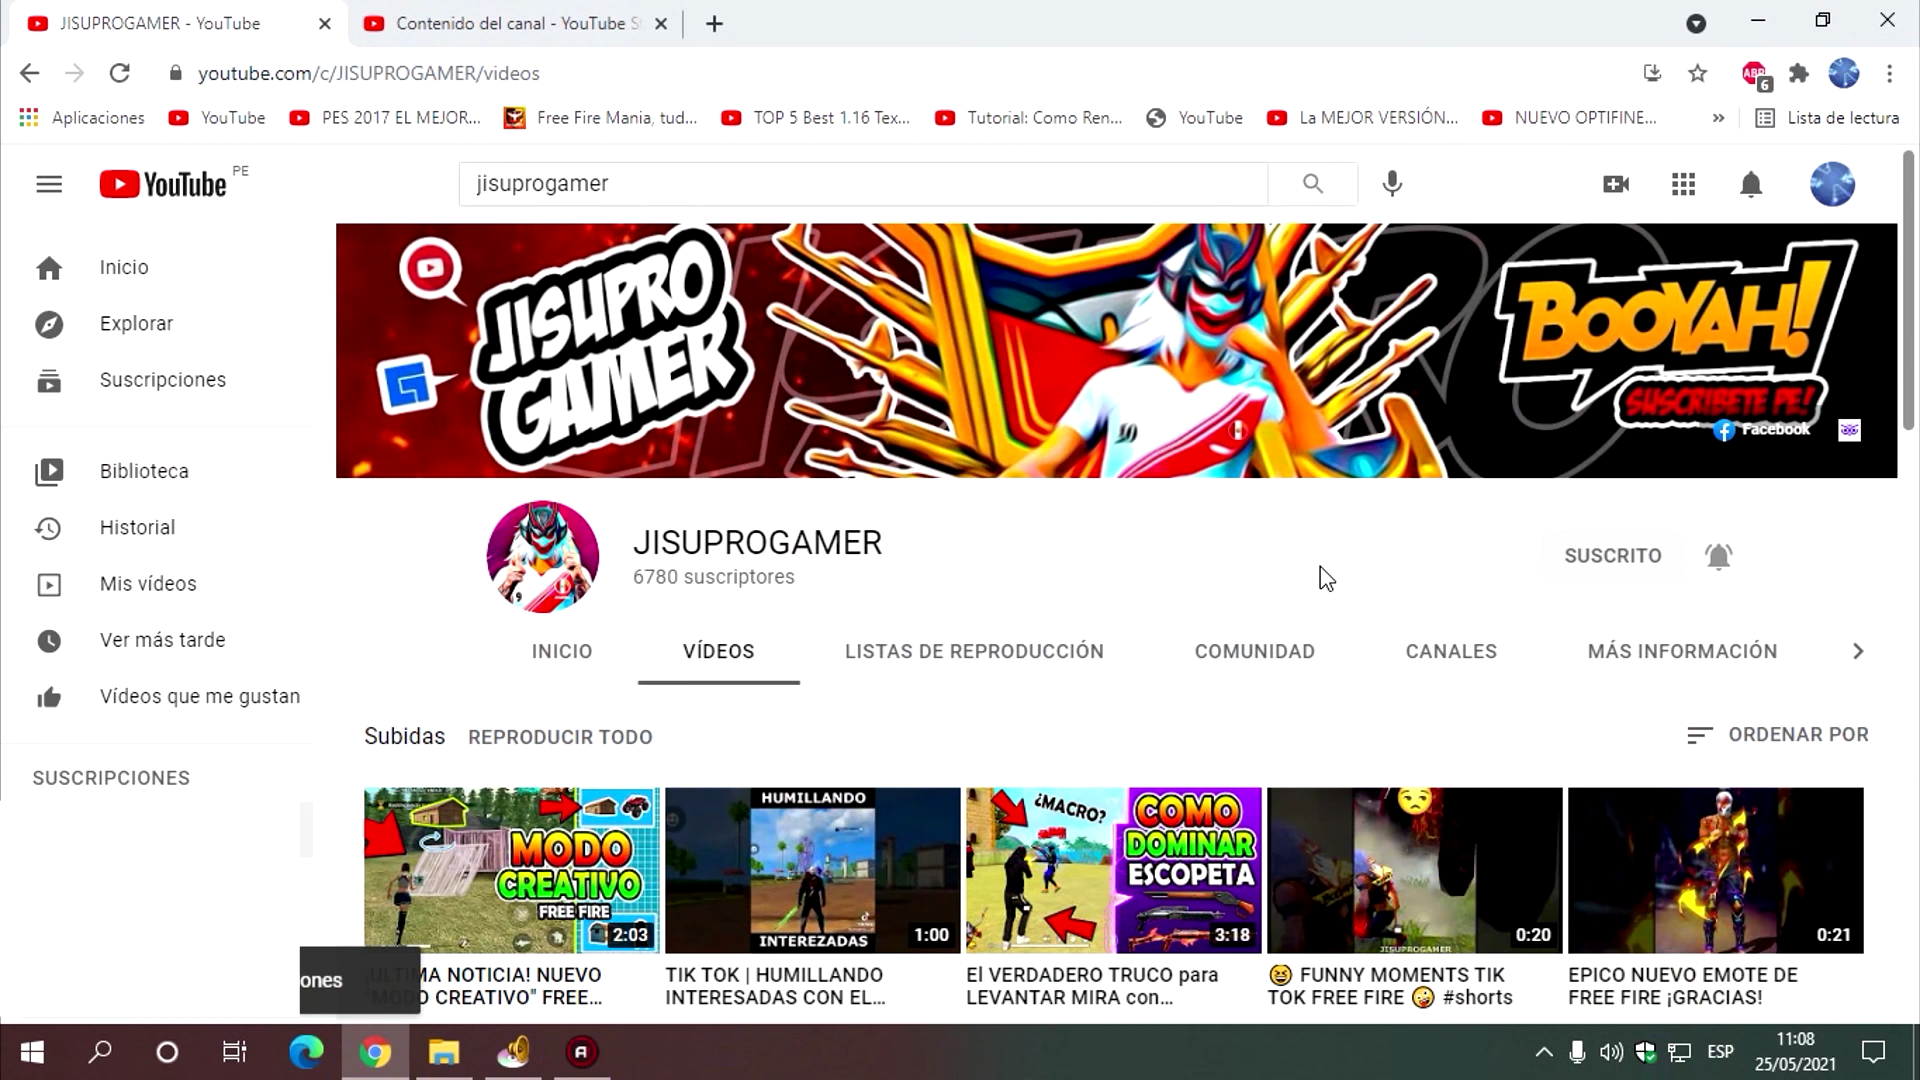 JISUPROGAMER - YouTube
Contenido del canal - YouTube S
youtube.com/c/JISUPROGAMER/videos
ABP
6
Aplicaciones
YouTube
PES 2017 EL MEJOR...
Free Fire Mania, tud...
TOP 5 Best 1.16 Tex...
Tutorial: Como Ren...
YouTube
La MEJOR VERSIÓN...
NUEVO OPTIFINE...
»
Lista de lectura
YouTube PE
jisuprogamer
Inicio
Explorar
Suscripciones
Biblioteca
Historial
Mis vídeos
Ver más tarde
Vídeos que me gustan
SUSCRIPCIONES
JISUPRO
GAMER
10
BOOYAH!
SUSCRIBETE PE!
Facebook
JISUPROGAMER
6780 suscriptores
SUSCRITO
INICIO
VÍDEOS
LISTAS DE REPRODUCCIÓN
COMUNIDAD
CANALES
MÁS INFORMACIÓN
Subidas
REPRODUCIR TODO
ORDENAR POR
MODO
CREATIVO
FREE FIRE
2:03
¡ULTIMA NOTICIA! NUEVO
"MODO CREATIVO" FREE...
HUMILLANDO
INTEREZADAS
1:00
TIK TOK | HUMILLANDO
INTERESADAS CON EL...
¿MACRO?
COMO
DOMINAR
ESCOPETA
3:18
El VERDADERO TRUCO para
LEVANTAR MIRA con...
JISUPROGAMER
0:20
😆 FUNNY MOMENTS TIK
TOK FREE FIRE 🤪 #shorts
0:21
EPICO NUEVO EMOTE DE
FREE FIRE ¡GRACIAS!
ones
ESP
11:08
25/05/2021